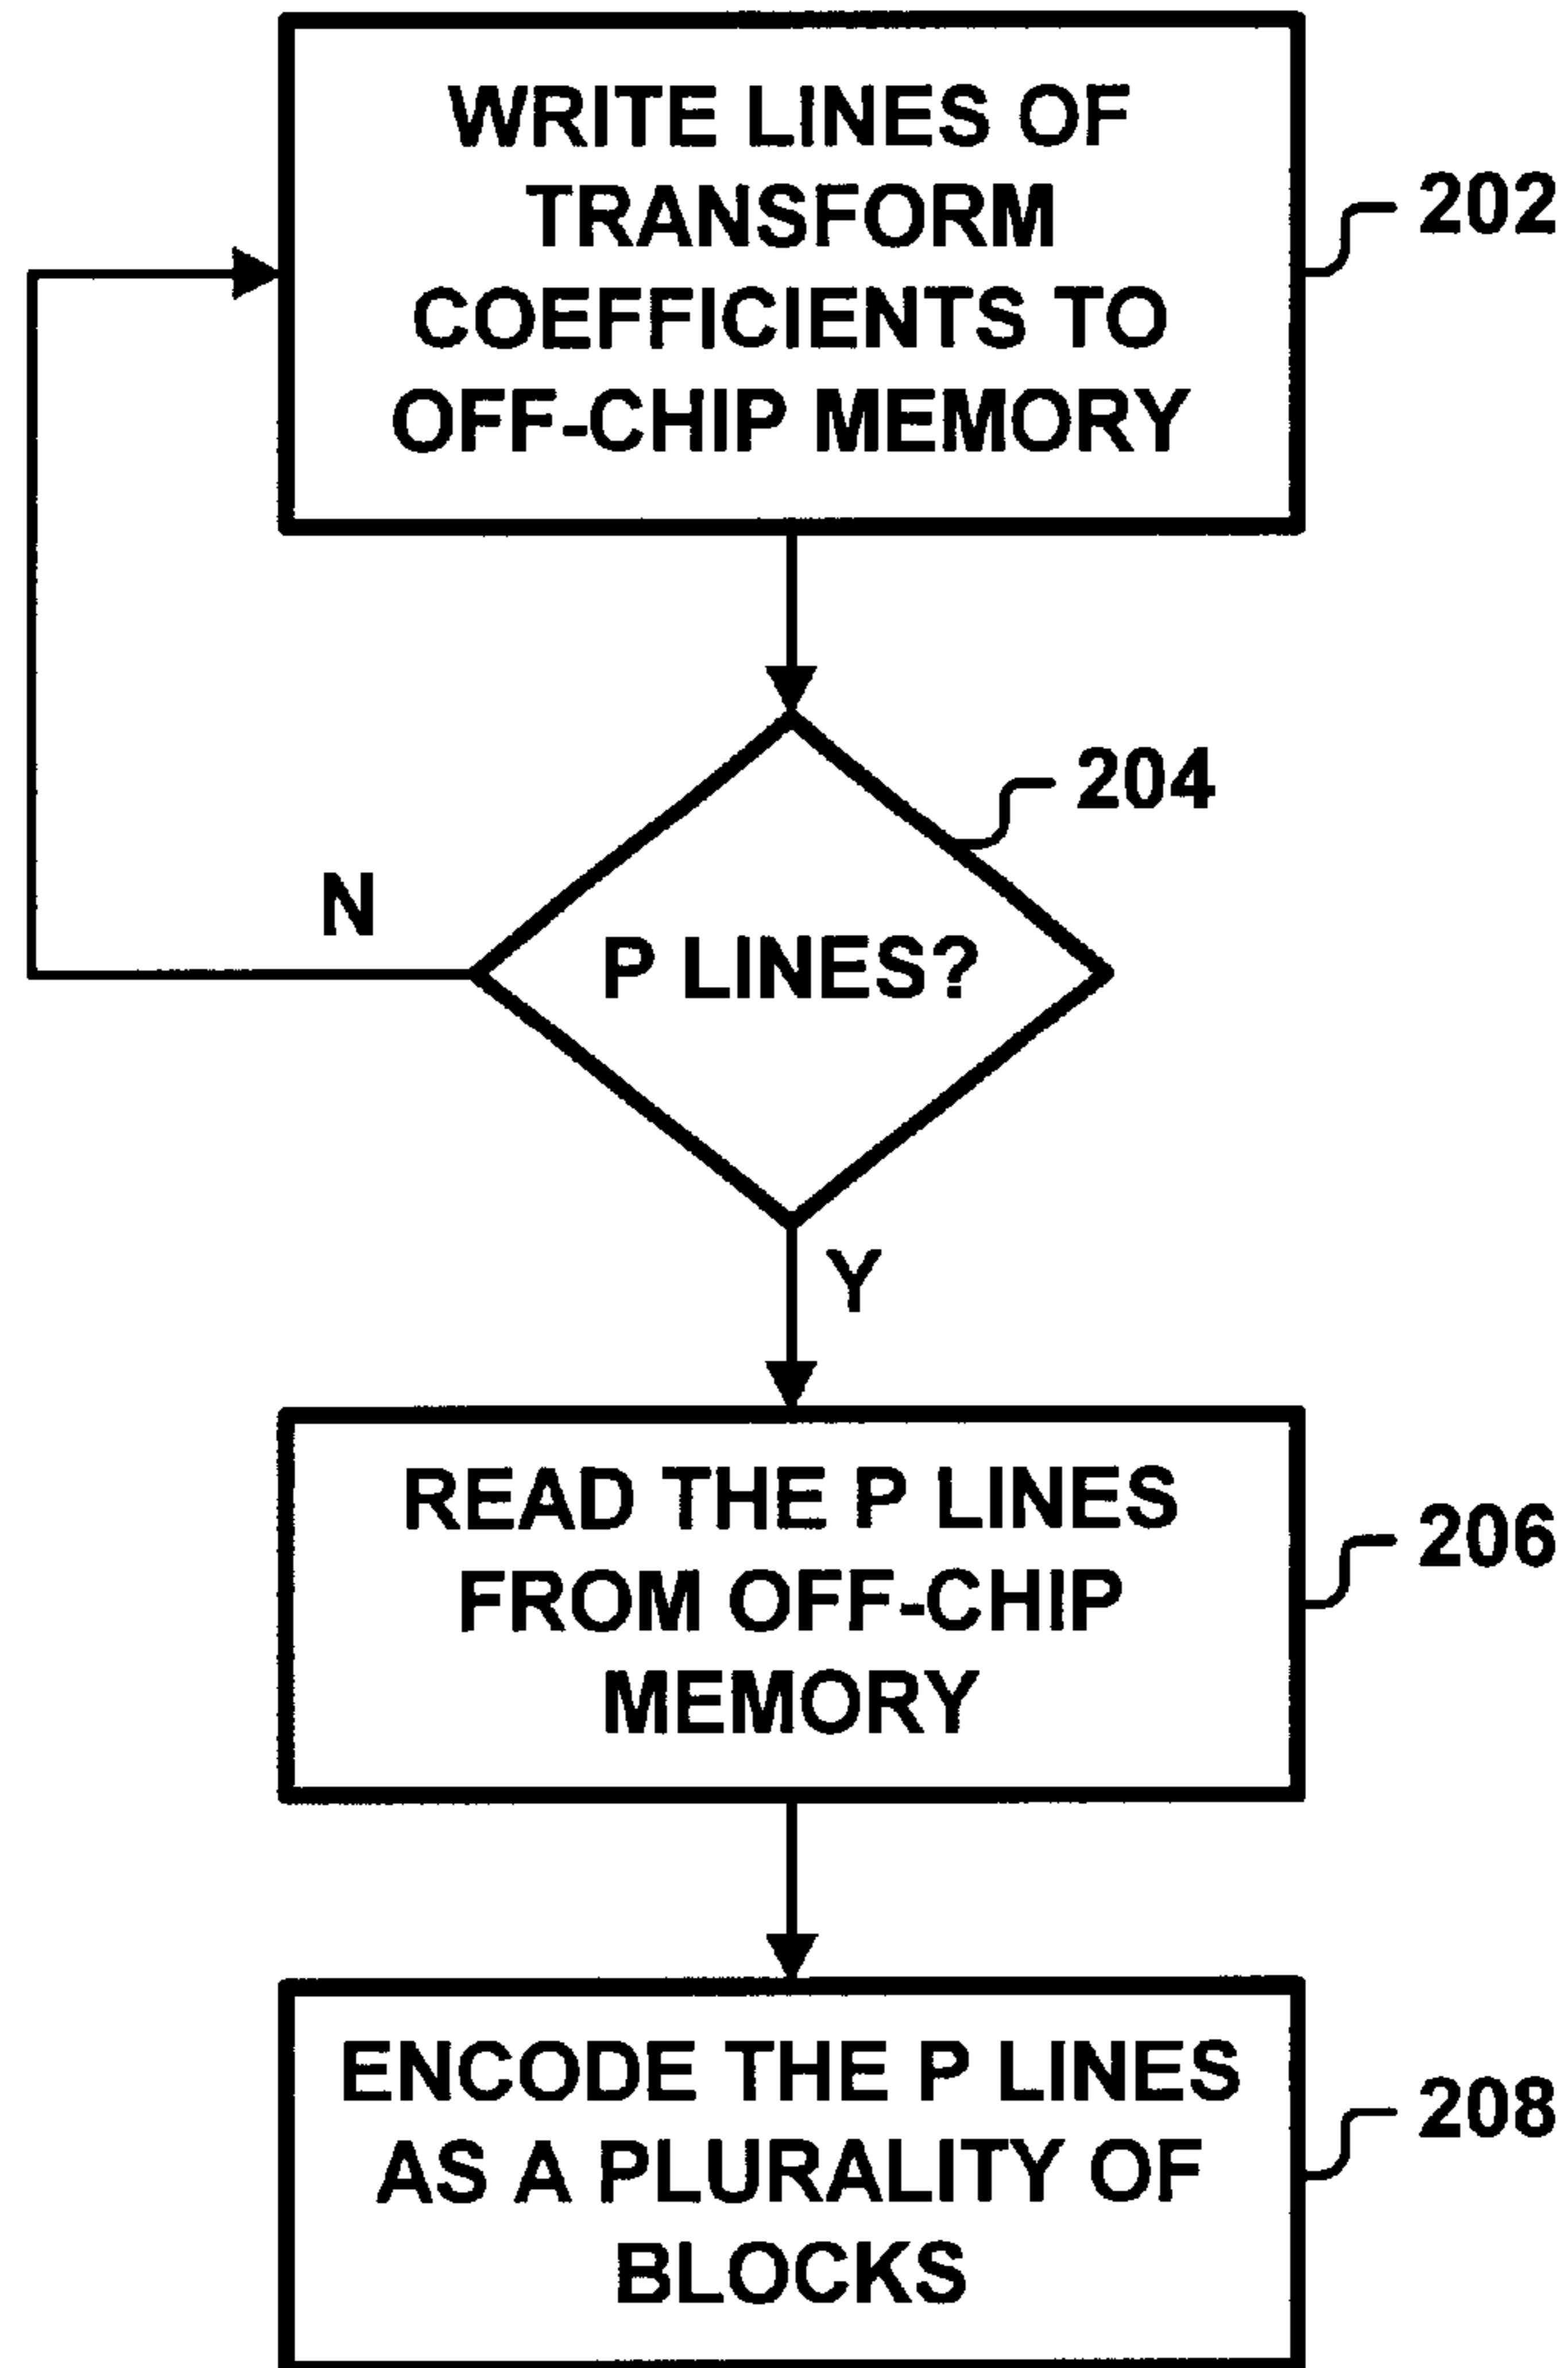 WRITE LINES OF
TRANSFORM
COEFFICIENTS TO
OFF-CHIP MEMORY
202
204
N
P LINES?
Y
READ THE P LINES
FROM OFF-CHIP
MEMORY
206
ENCODE THE P LINES
AS A PLURALITY OF
BLOCKS
208